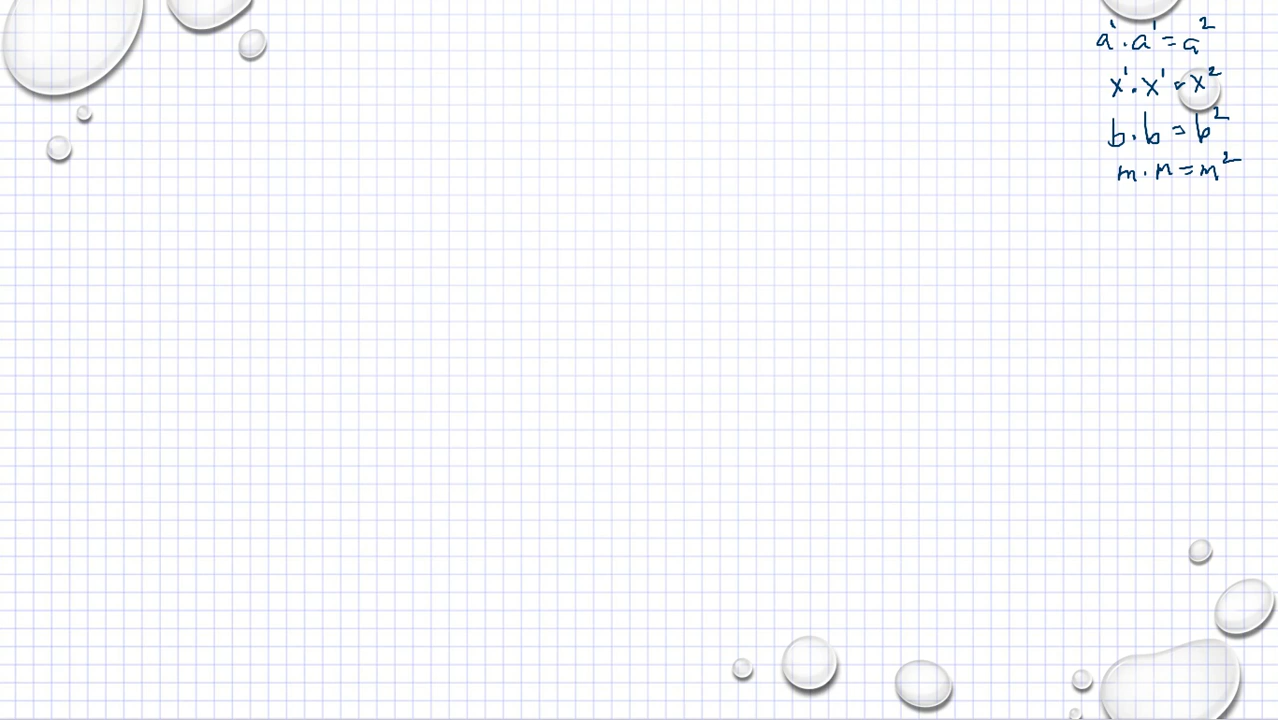 a¹·a¹=a²
x¹·x¹=x²
b·b=b²
m·m=m²